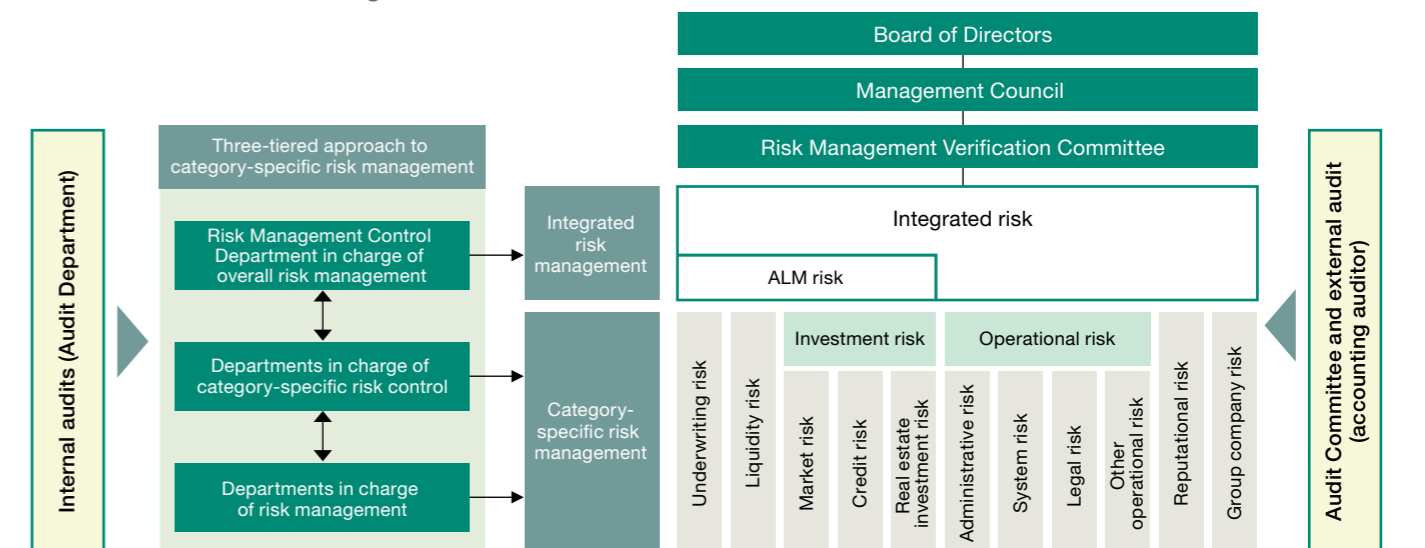 Board of Directors
Management Council
Risk Management Verification Committee
Internal audits (Audit Department)
Three-tiered approach to
category-specific risk management
Risk Management Control
Department in charge of
overall risk management
Departments in charge of
category-specific risk control
Departments in charge
of risk management
Integrated
risk
management
Category-
specific risk
management
Integrated risk
ALM risk
Investment risk
Operational risk
Underwriting risk
Liquidity risk
Market risk
Credit risk
Real estate
investment risk
Administrative risk
System risk
Legal risk
Other
operational risk
Reputational risk
Group company risk
Audit Committee and external audit
(accounting auditor)